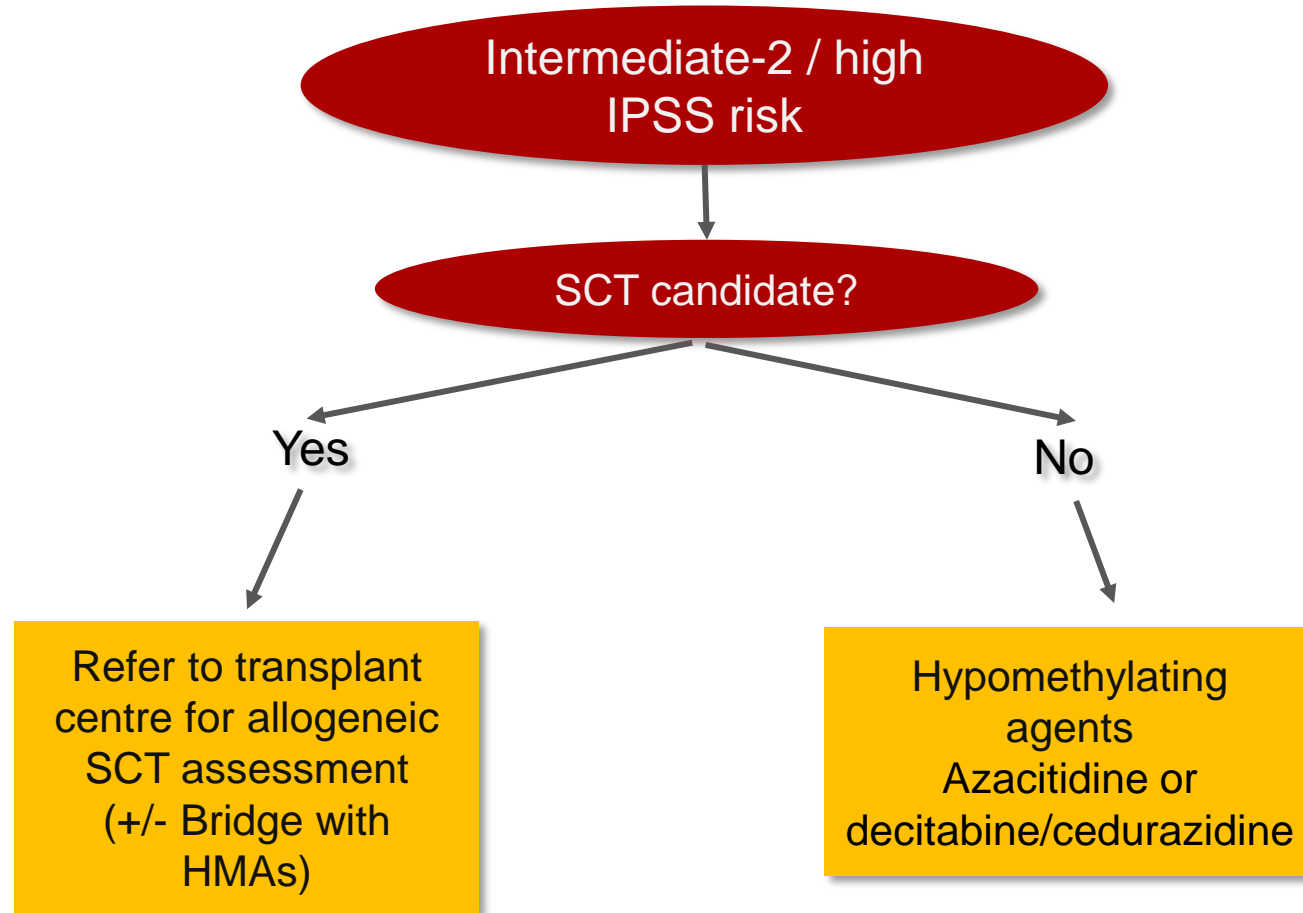 Intermediate-2 / high
IPSS risk
SCT candidate?
Yes
No
Refer to transplant
centre for allogeneic
SCT assessment
(+/- Bridge with
HMAs)
Hypomethylating
agents
Azacitidine or
decitabine/cedurazidine